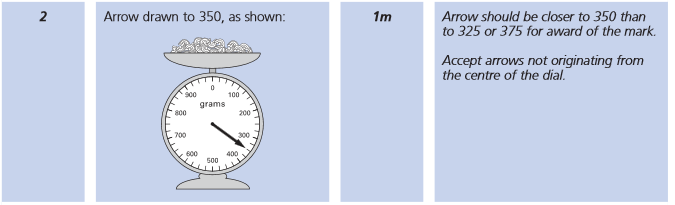 2
Arrow drawn to 350, as shown:
0
900
100
grams
800
200
700
300
600
400
500
1m
Arrow should be closer to 350 than
to 325 or 375 for award of the mark.
Accept arrows not originating from
the centre of the dial.